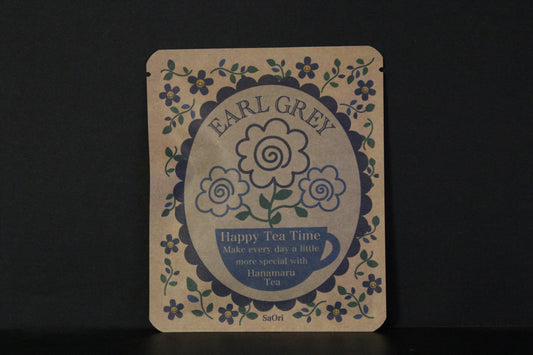 EARL GREY
Happy Tea Time
Make every day a little
more special with
Hanamaru
Tea
SaOri